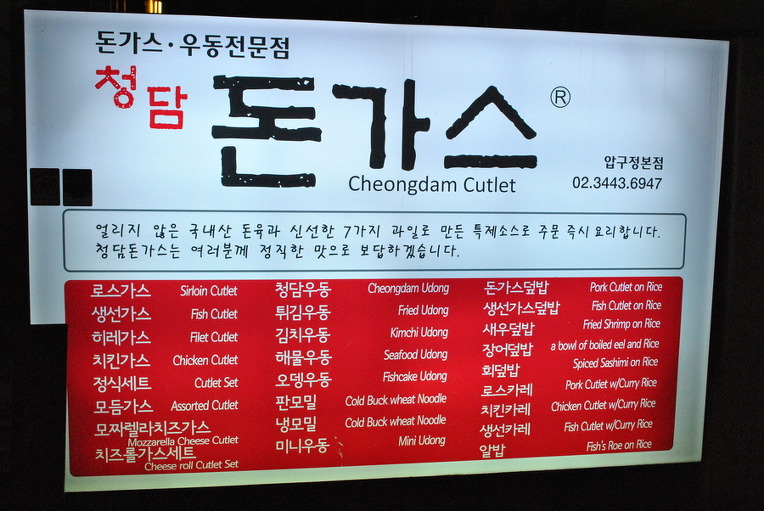 돈가스·우동전문점
청담 돈가스 ®
Cheongdam Cutlet
압구정본점
02.3443.6947
얼리지 않은 국내산 돈육과 신선한 7가지 과일로 만든 특제소스로 주문 즉시 요리합니다.
청담돈가스는 여러분께 정직한 맛으로 보답하겠습니다.
로스가스 Sirloin Cutlet
생선가스 Fish Cutlet
히레가스 Filet Cutlet
치킨가스 Chicken Cutlet
정식세트 Cutlet Set
모듬가스 Assorted Cutlet
모짜렐라치즈가스
Mozzarella Cheese Cutlet
치즈롤가스세트
Cheese roll Cutlet Set
청담우동 Cheongdam Udong
튀김우동 Fried Udong
김치우동 Kimchi Udong
해물우동 Seafood Udong
오뎅우동 Fishcake Udong
판모밀 Cold Buck wheat Noodle
냉모밀 Cold Buck wheat Noodle
미니우동 Mini Udong
돈가스덮밥 Pork Cutlet on Rice
생선가스덮밥 Fish Cutlet on Rice
새우덮밥 Fried Shrimp on Rice
장어덮밥 a bowl of boiled eel and Rice
회덮밥 Spiced Sashimi on Rice
로스카레 Pork Cutlet w/Curry Rice
치킨카레 Chicken Cutlet w/Curry Rice
생선카레 Fish Cutlet w/Curry Rice
알밥 Fish's Roe on Rice